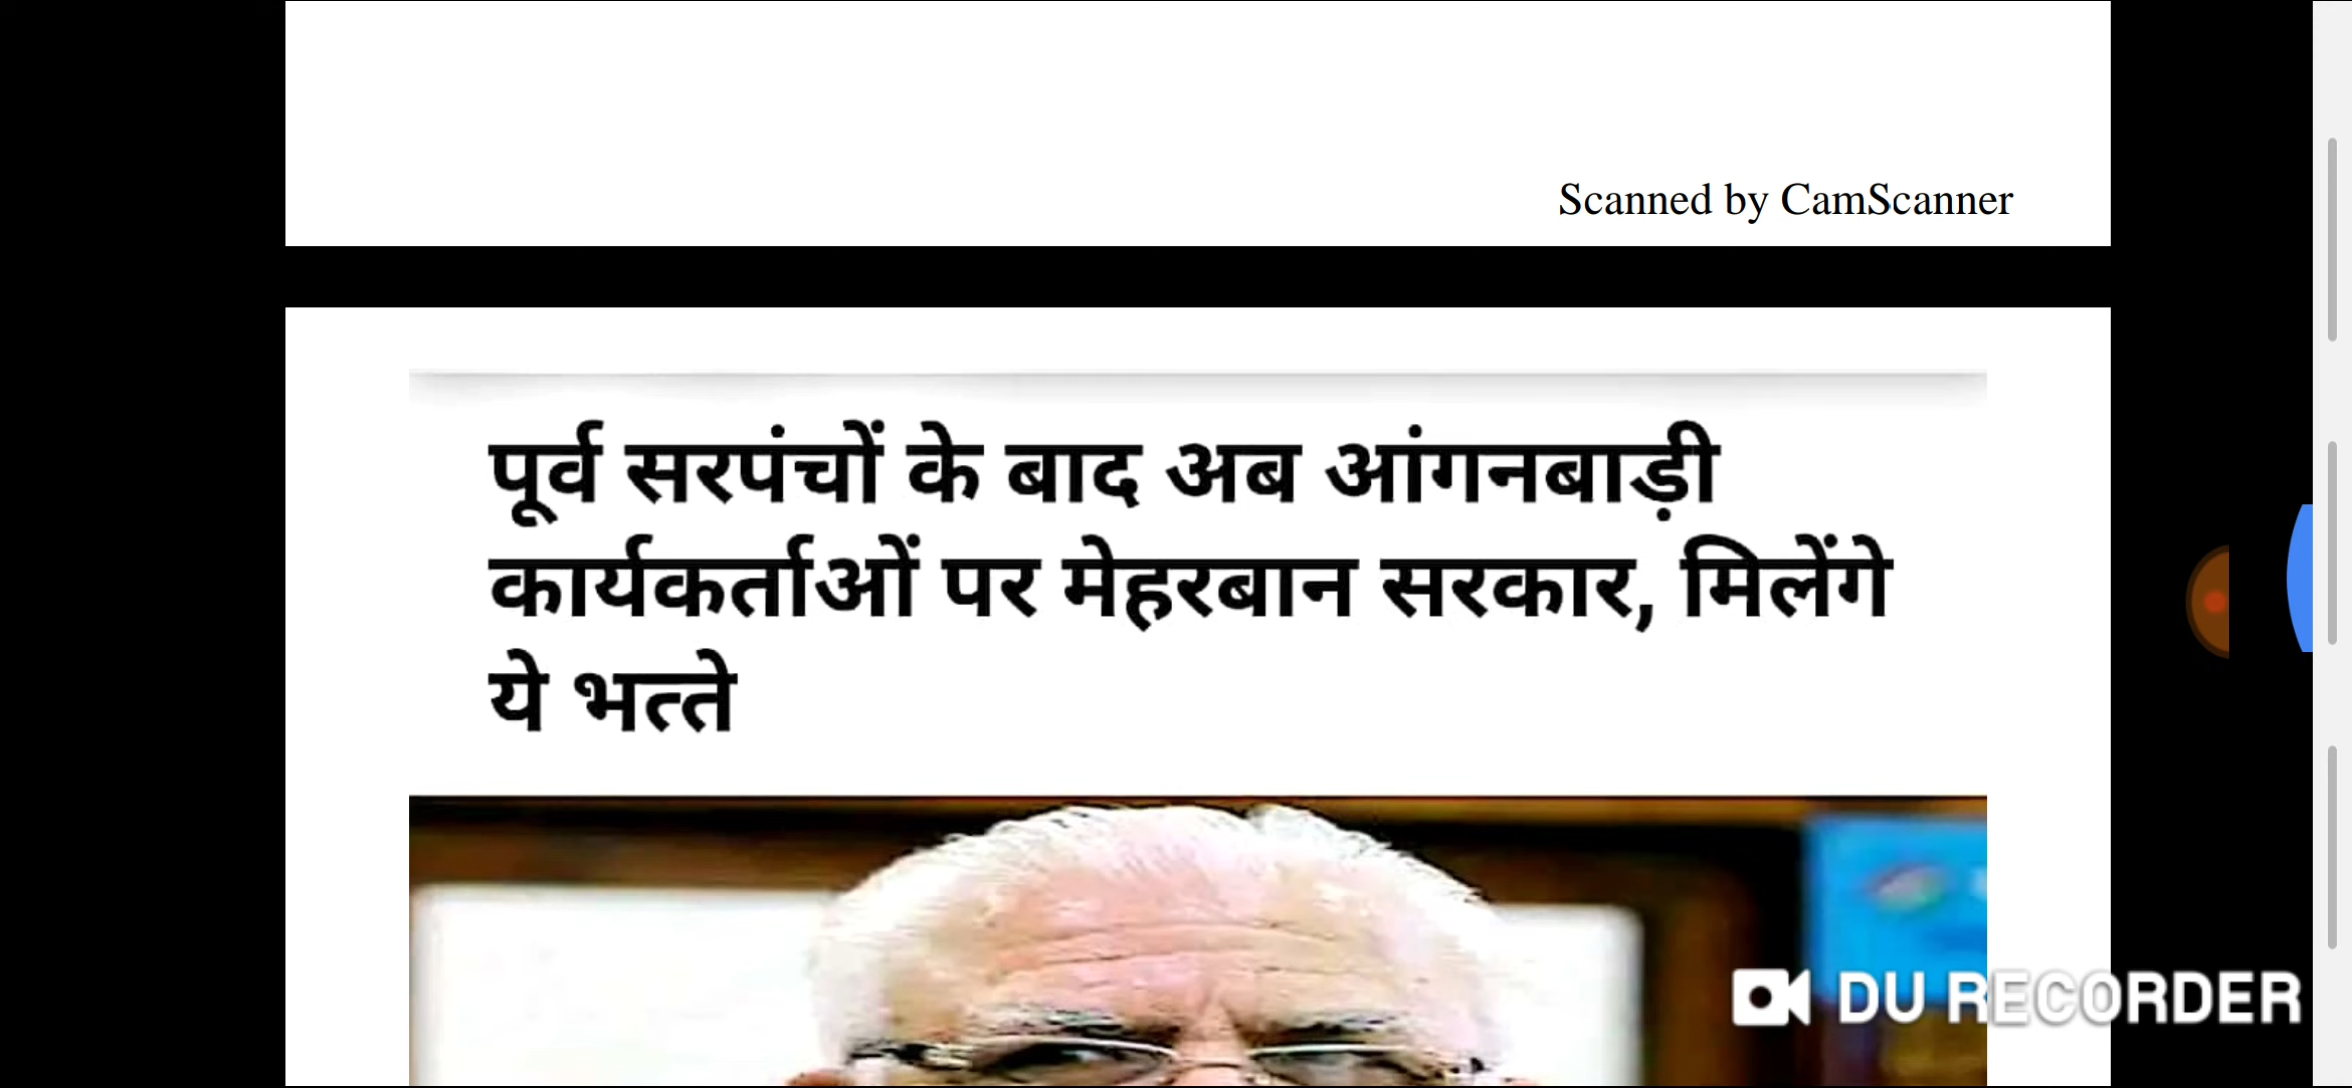 Scanned by CamScanner
पूर्व सरपंचों के बाद अब आंगनबाड़ी
कार्यकर्ताओं पर मेहरबान सरकार, मिलेंगे
ये भत्ते
DU RECORDER